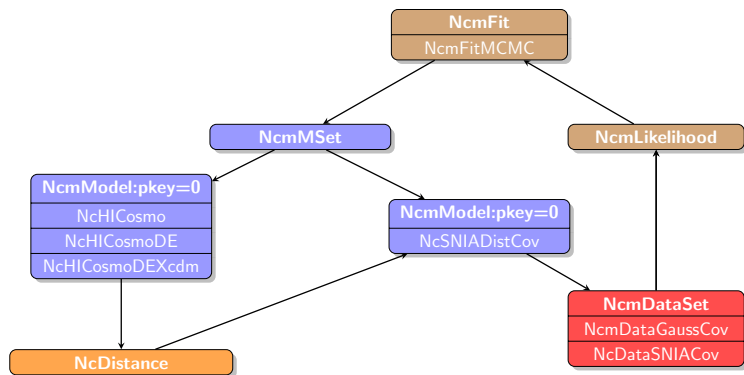 NcmFit
NcmFitMCMC
NcmMSet
NcmLikelihood
NcmModel:pkey=0
NcHICosmo
NcHICosmoDE
NcHICosmoDEXcdm
NcmModel:pkey=0
NcSNIADistCov
NcmDataSet
NcmDataGaussCov
NcDataSNIACov
NcDistance